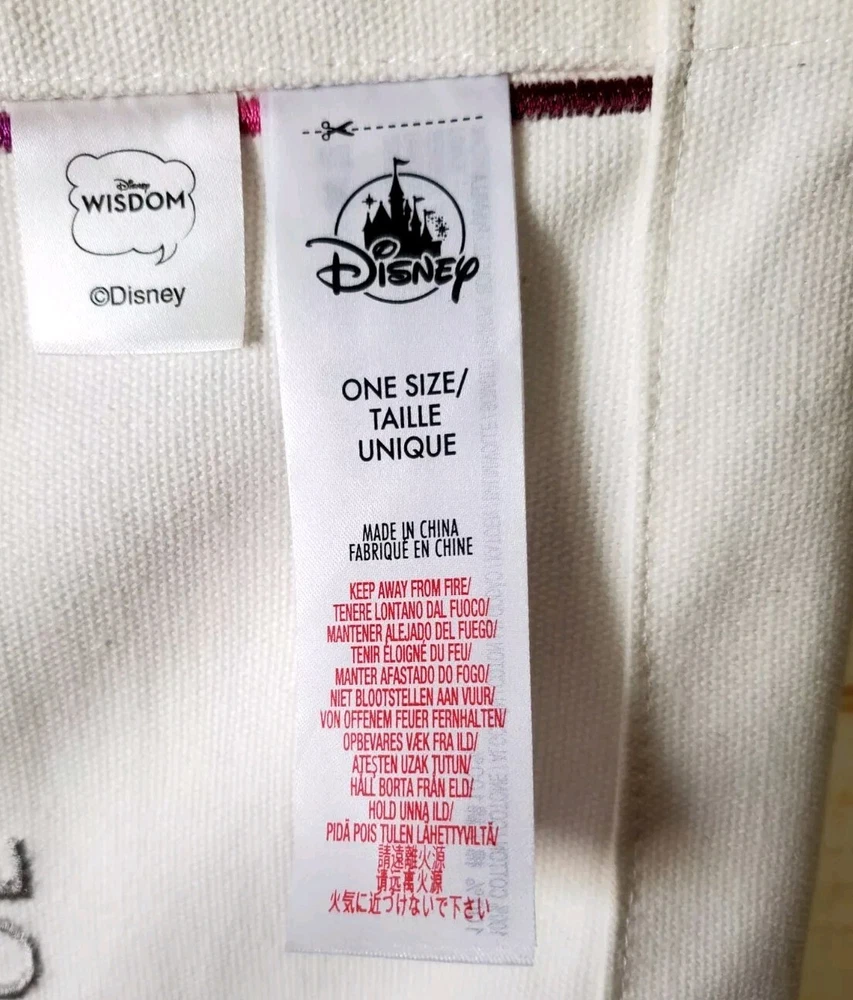 Disney
WISDOM
©Disney
Disney
ONE SIZE/
TAILLE
UNIQUE
MADE IN CHINA
FABRIQUÉ EN CHINE
KEEP AWAY FROM FIRE/
TENERE LONTANO DAL FUOCO/
MANTENER ALEJADO DEL FUEGO/
TENIR ÉLOIGNÉ DU FEU/
MANTER AFASTADO DO FOGO/
NIET BLOOTSTELLEN AAN VUUR/
VON OFFENEM FEUER FERNHALTEN/
OPBEVARES VÆK FRA ILD/
ATEŞTEN UZAK TUTUN/
HÅLL BORTA FRÅN ELD/
HOLD UNNA ILD/
PIDÄ POIS TULEN LÄHETTYVILTÄ/
請遠離火源
请远离火源
火気に近づけないで下さい